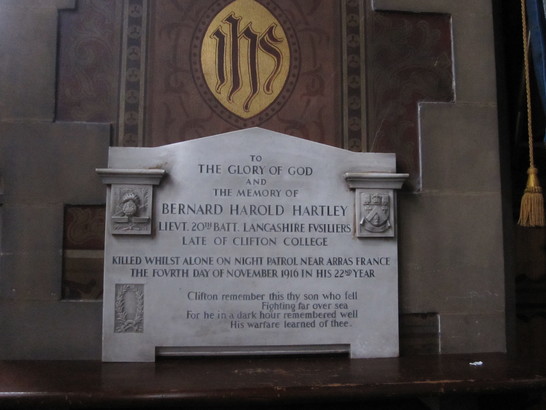 ihs
TO
THE GLORY OF GOD
AND
THE MEMORY OF
BERNARD HAROLD HARTLEY
LIEVT. 20TH BATT. LANCASHIRE FVSILIERS
LATE OF CLIFTON COLLEGE
KILLED WHILST ALONE ON NIGHT PATROL NEAR ARRAS FRANCE
THE FOURTH DAY OF NOVEMBER 1916 IN HIS 22ND YEAR
Clifton remember this thy son who fell
Fighting far over sea
For he in a dark hour remembered well
His warfare learned of thee.